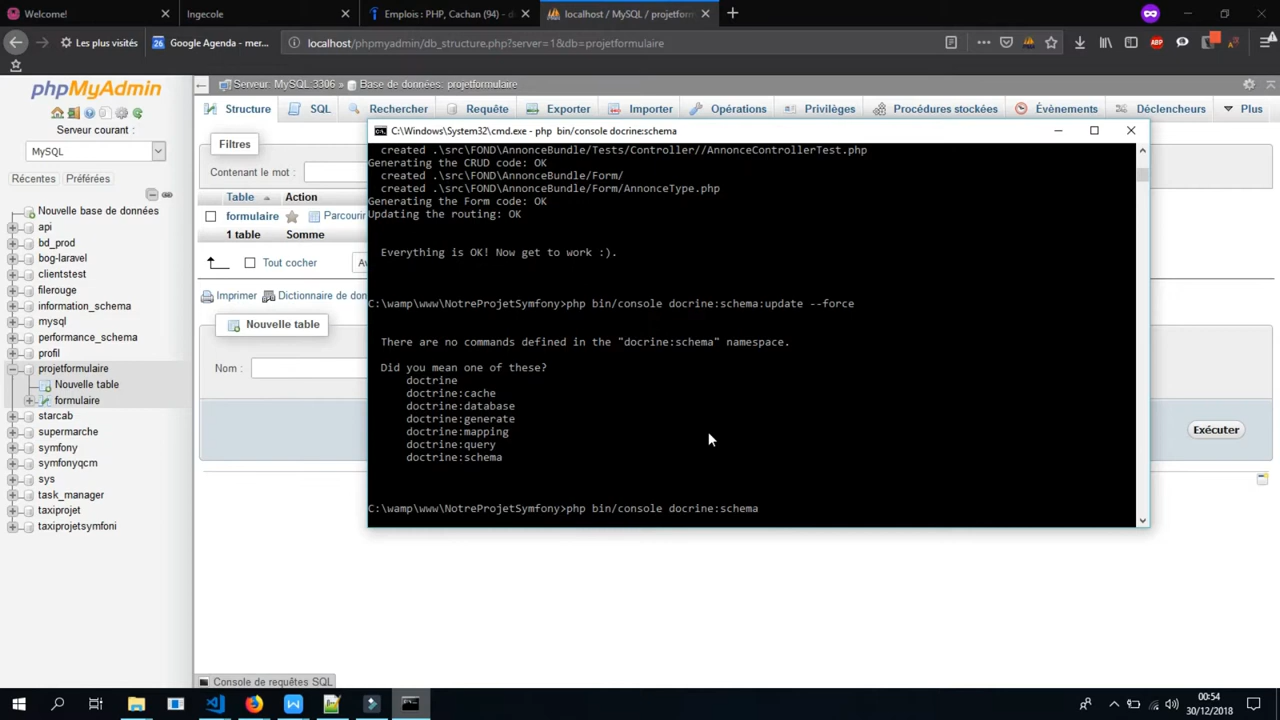 Welcome!
Ingecole
Emplois : PHP, Cachan (94) - d
localhost / MySQL / projetform
Les plus visités
26
Google Agenda - mer...
localhost/phpmyadmin/db_structure.php?server=1&db=projetformulaire
ABP
phpMyAdmin
Serveur courant :
MySQL
Récentes
Préférées
Nouvelle base de données
api
bd_prod
bog-laravel
clientstest
filerouge
information_schema
mysql
performance_schema
profil
projetformulaire
Nouvelle table
formulaire
starcab
supermarche
symfony
symfonyqcm
sys
task_manager
taxiprojet
taxiprojetsymfoni
Serveur: MySQL:3306 » Base de données: projetformulaire
Structure
SQL
Rechercher
Requête
Exporter
Importer
Opérations
Privilèges
Procédures stockées
Évènements
Déclencheurs
Plus
Filtres
Contenant le mot :
Table
Action
formulaire
Parcourir
1 table
Somme
Tout cocher
Imprimer
Dictionnaire de don
Nouvelle table
Nom :
Exécuter
Console de requêtes SQL
C:\Windows\System32\cmd.exe - php bin/console docrine:schema
created .\src\FOND\AnnonceBundle/Tests/Controller//AnnonceControllerTest.php
Generating the CRUD code: OK
created .\src\FOND\AnnonceBundle/Form/
created .\src\FOND\AnnonceBundle/Form/AnnonceType.php
Generating the Form code: OK
Updating the routing: OK
Everything is OK! Now get to work :).
C:\wamp\www\NotreProjetSymfony>php bin/console docrine:schema:update --force
There are no commands defined in the "docrine:schema" namespace.
Did you mean one of these?
doctrine
doctrine:cache
doctrine:database
doctrine:generate
doctrine:mapping
doctrine:query
doctrine:schema
C:\wamp\www\NotreProjetSymfony>php bin/console docrine:schema
00:54
30/12/2018